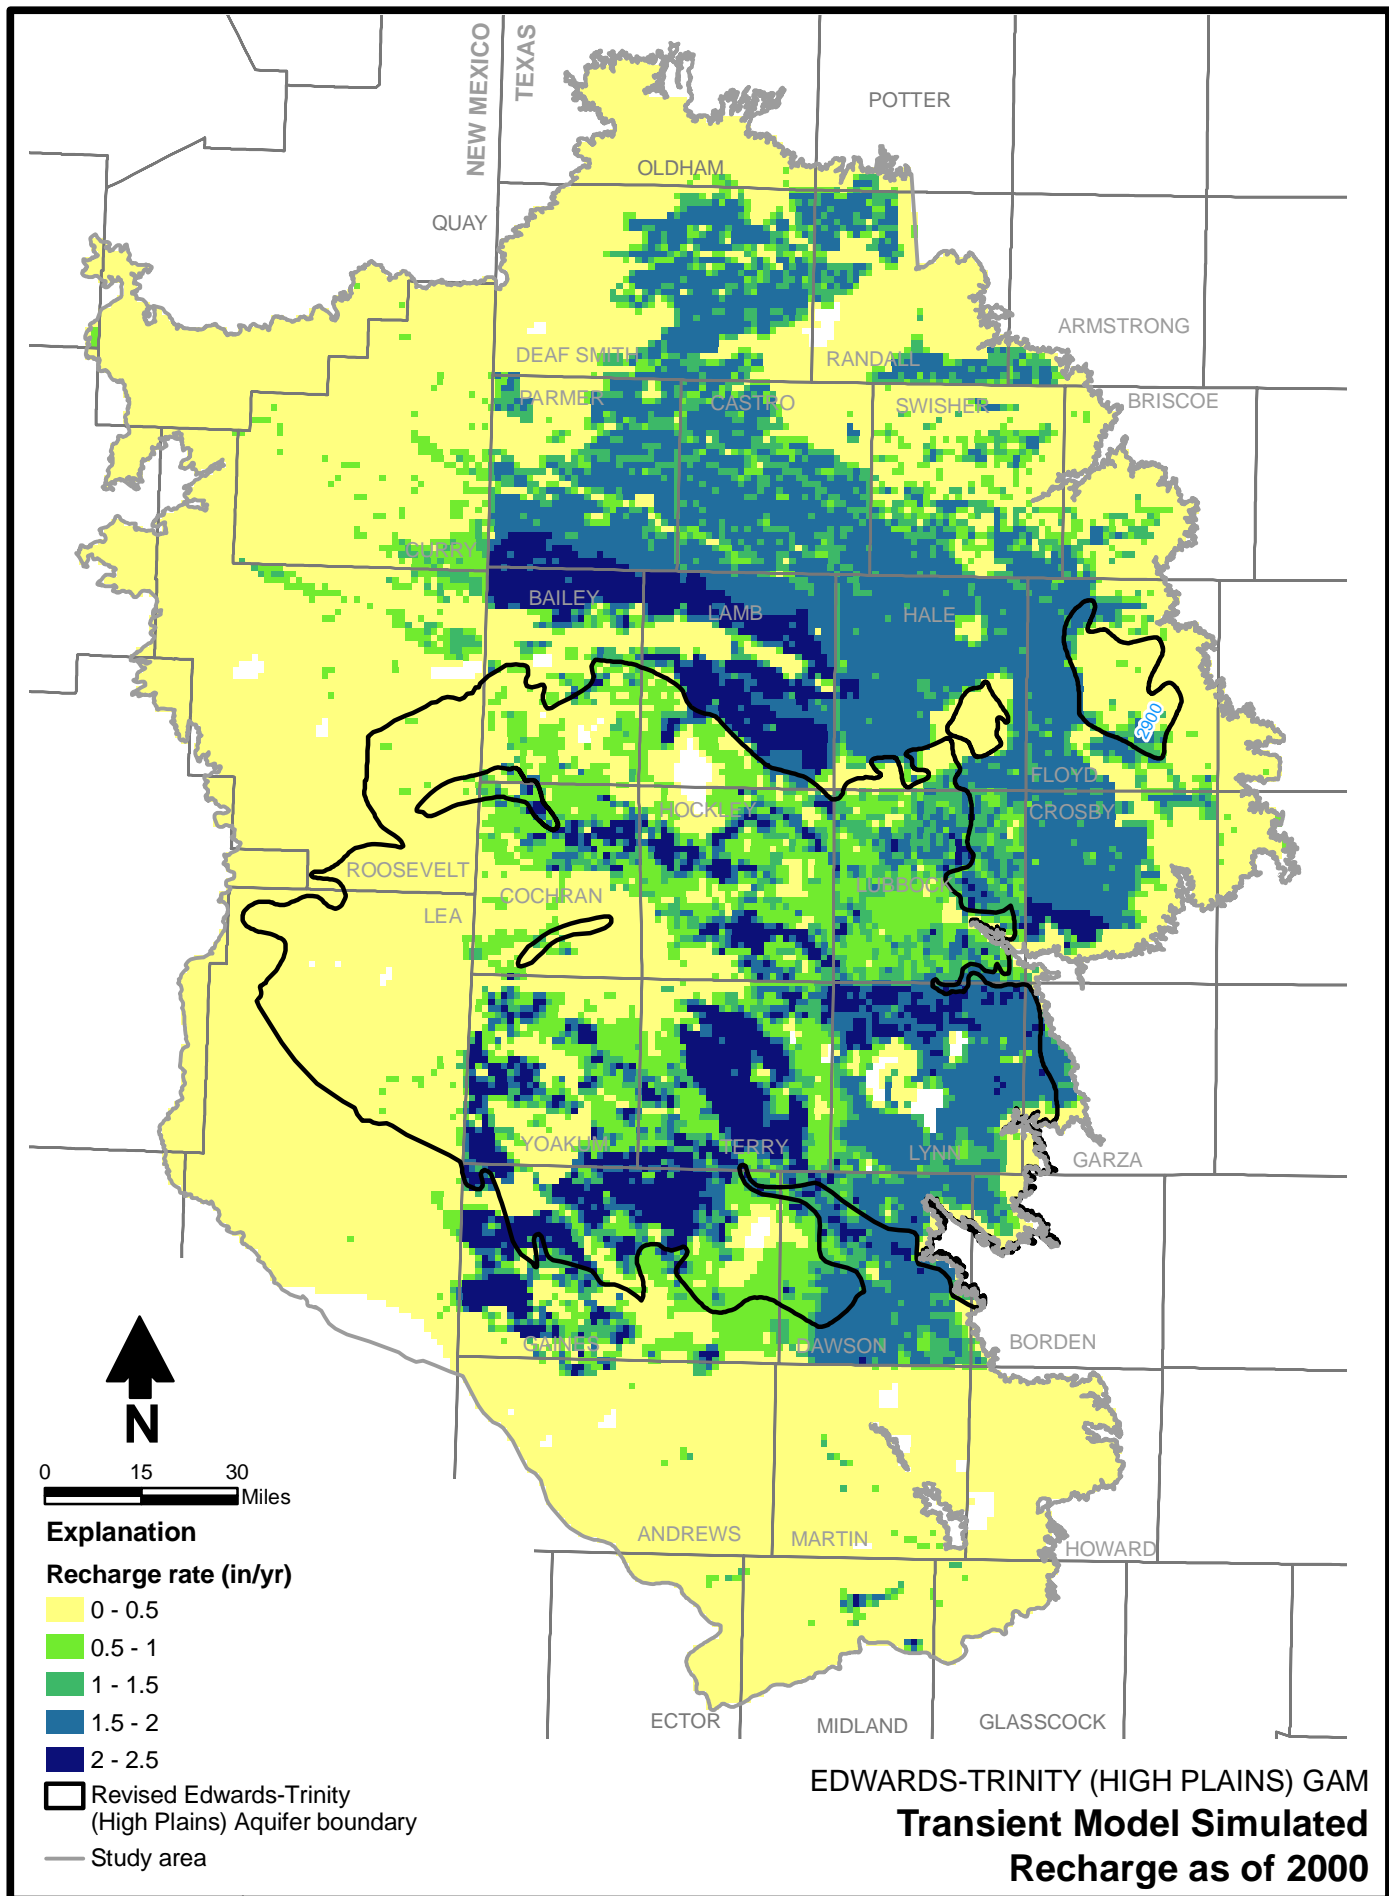 NEW MEXICO
TEXAS
POTTER
OLDHAM
QUAY
ARMSTRONG
DEAF SMITH
RANDALL
PARMER
CASTRO
SWISHER
BRISCOE
CURRY
BAILEY
LAMB
HALE
2900
FLOYD
HOCKLEY
CROSBY
ROOSEVELT
COCHRAN
LUBBOCK
LEA
YOAKUM
TERRY
LYNN
GARZA
GAINES
DAWSON
BORDEN
N
0 15 30
Miles
ANDREWS
MARTIN
HOWARD
Explanation
Recharge rate (in/yr)
0 - 0.5
0.5 - 1
1 - 1.5
1.5 - 2
2 - 2.5
Revised Edwards-Trinity
(High Plains) Aquifer boundary
Study area
ECTOR
MIDLAND
GLASSCOCK
EDWARDS-TRINITY (HIGH PLAINS) GAM
Transient Model Simulated
Recharge as of 2000